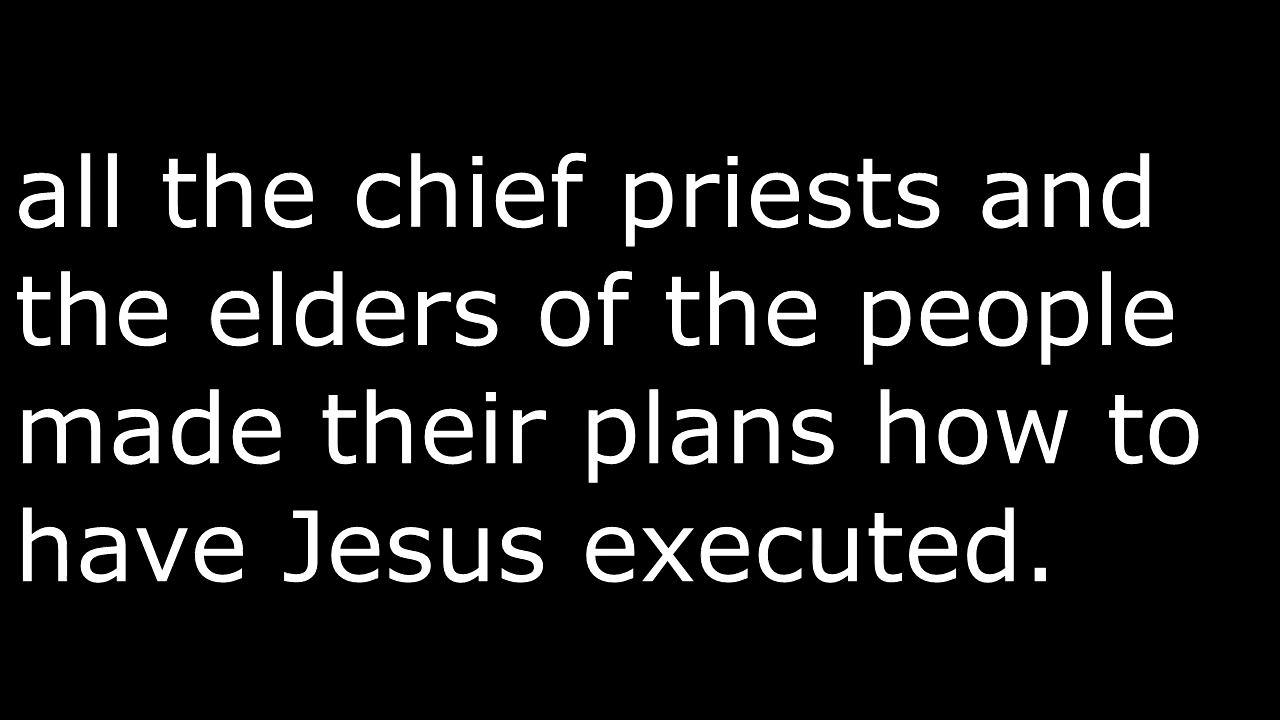 all the chief priests and
the elders of the people
made their plans how to
have Jesus executed.